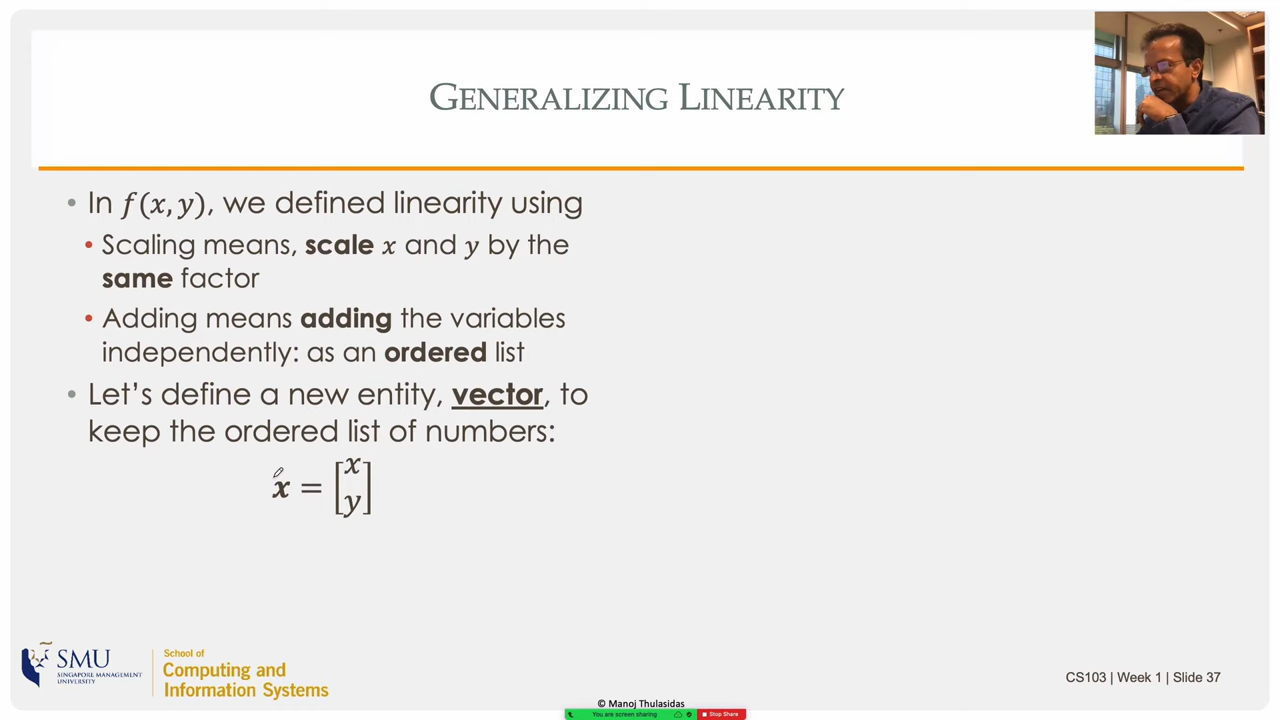 GENERALIZING LINEARITY
• In f(x, y), we defined linearity using
• Scaling means, scale x and y by the
same factor
• Adding means adding the variables
independently: as an ordered list
• Let's define a new entity, vector, to
keep the ordered list of numbers:
x = [x
y]
SMU
SINGAPORE MANAGEMENT
UNIVERSITY
School of
Computing and
Information Systems
CS103 | Week 1 | Slide 37
© Manoj Thulasidas
You are screen sharing
Stop Share